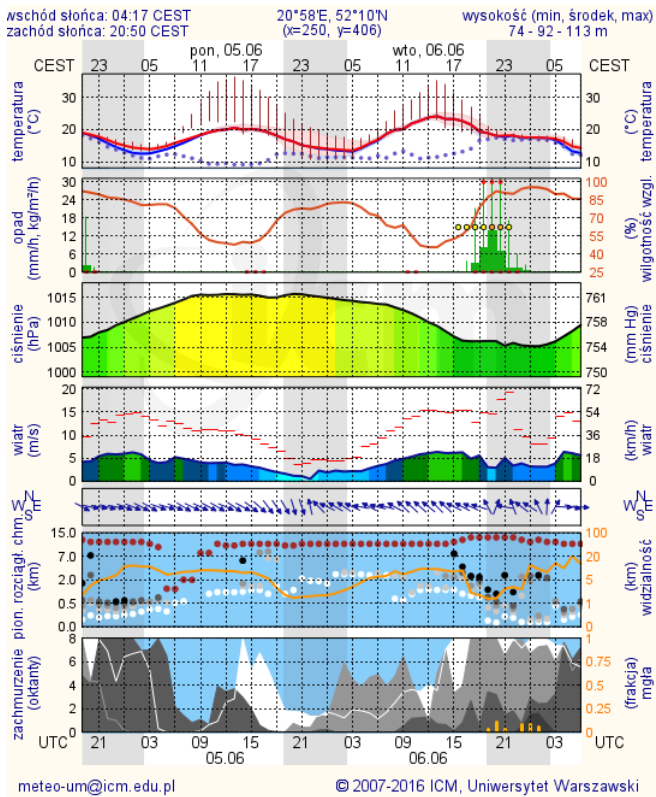 wschód słońca: 04:17 CEST 20°58'E, 52°10'N wysokość (min, środek, max)
zachód słońca: 20:50 CEST (x=250, y=406) 74 - 92 - 113 m
pon, 05.06 wto, 06.06
CEST 23 05 11 17 23 05 11 17 23 05 CEST
temperatura (°C) 30 20 10 30 20 10 temperatura (°C)
opad (mm/h, kg/m²/h) 30 24 18 12 6 0 100 85 70 55 40 25 (%) wilgotność wzgl.
ciśnienie (hPa) 1015 1010 1005 1000 761 758 754 750 (mm Hg) ciśnienie
wiatr (m/s) 20 15 10 5 0 72 54 36 18 0 (km/h) wiatr
N W E S N W E S
pion. rozciągł. chm. (km) 15.0 7.0 2.0 0.5 0.0 100 20 5 1 0 (km) widzialność
zachmurzenie (oktanty) 8 6 4 2 0 1 0.75 0.5 0.25 0 (frakcja) mgła
UTC 21 03 09 15 21 03 09 15 21 03 UTC
05.06 06.06
meteo-um@icm.edu.pl © 2007-2016 ICM, Uniwersytet Warszawski